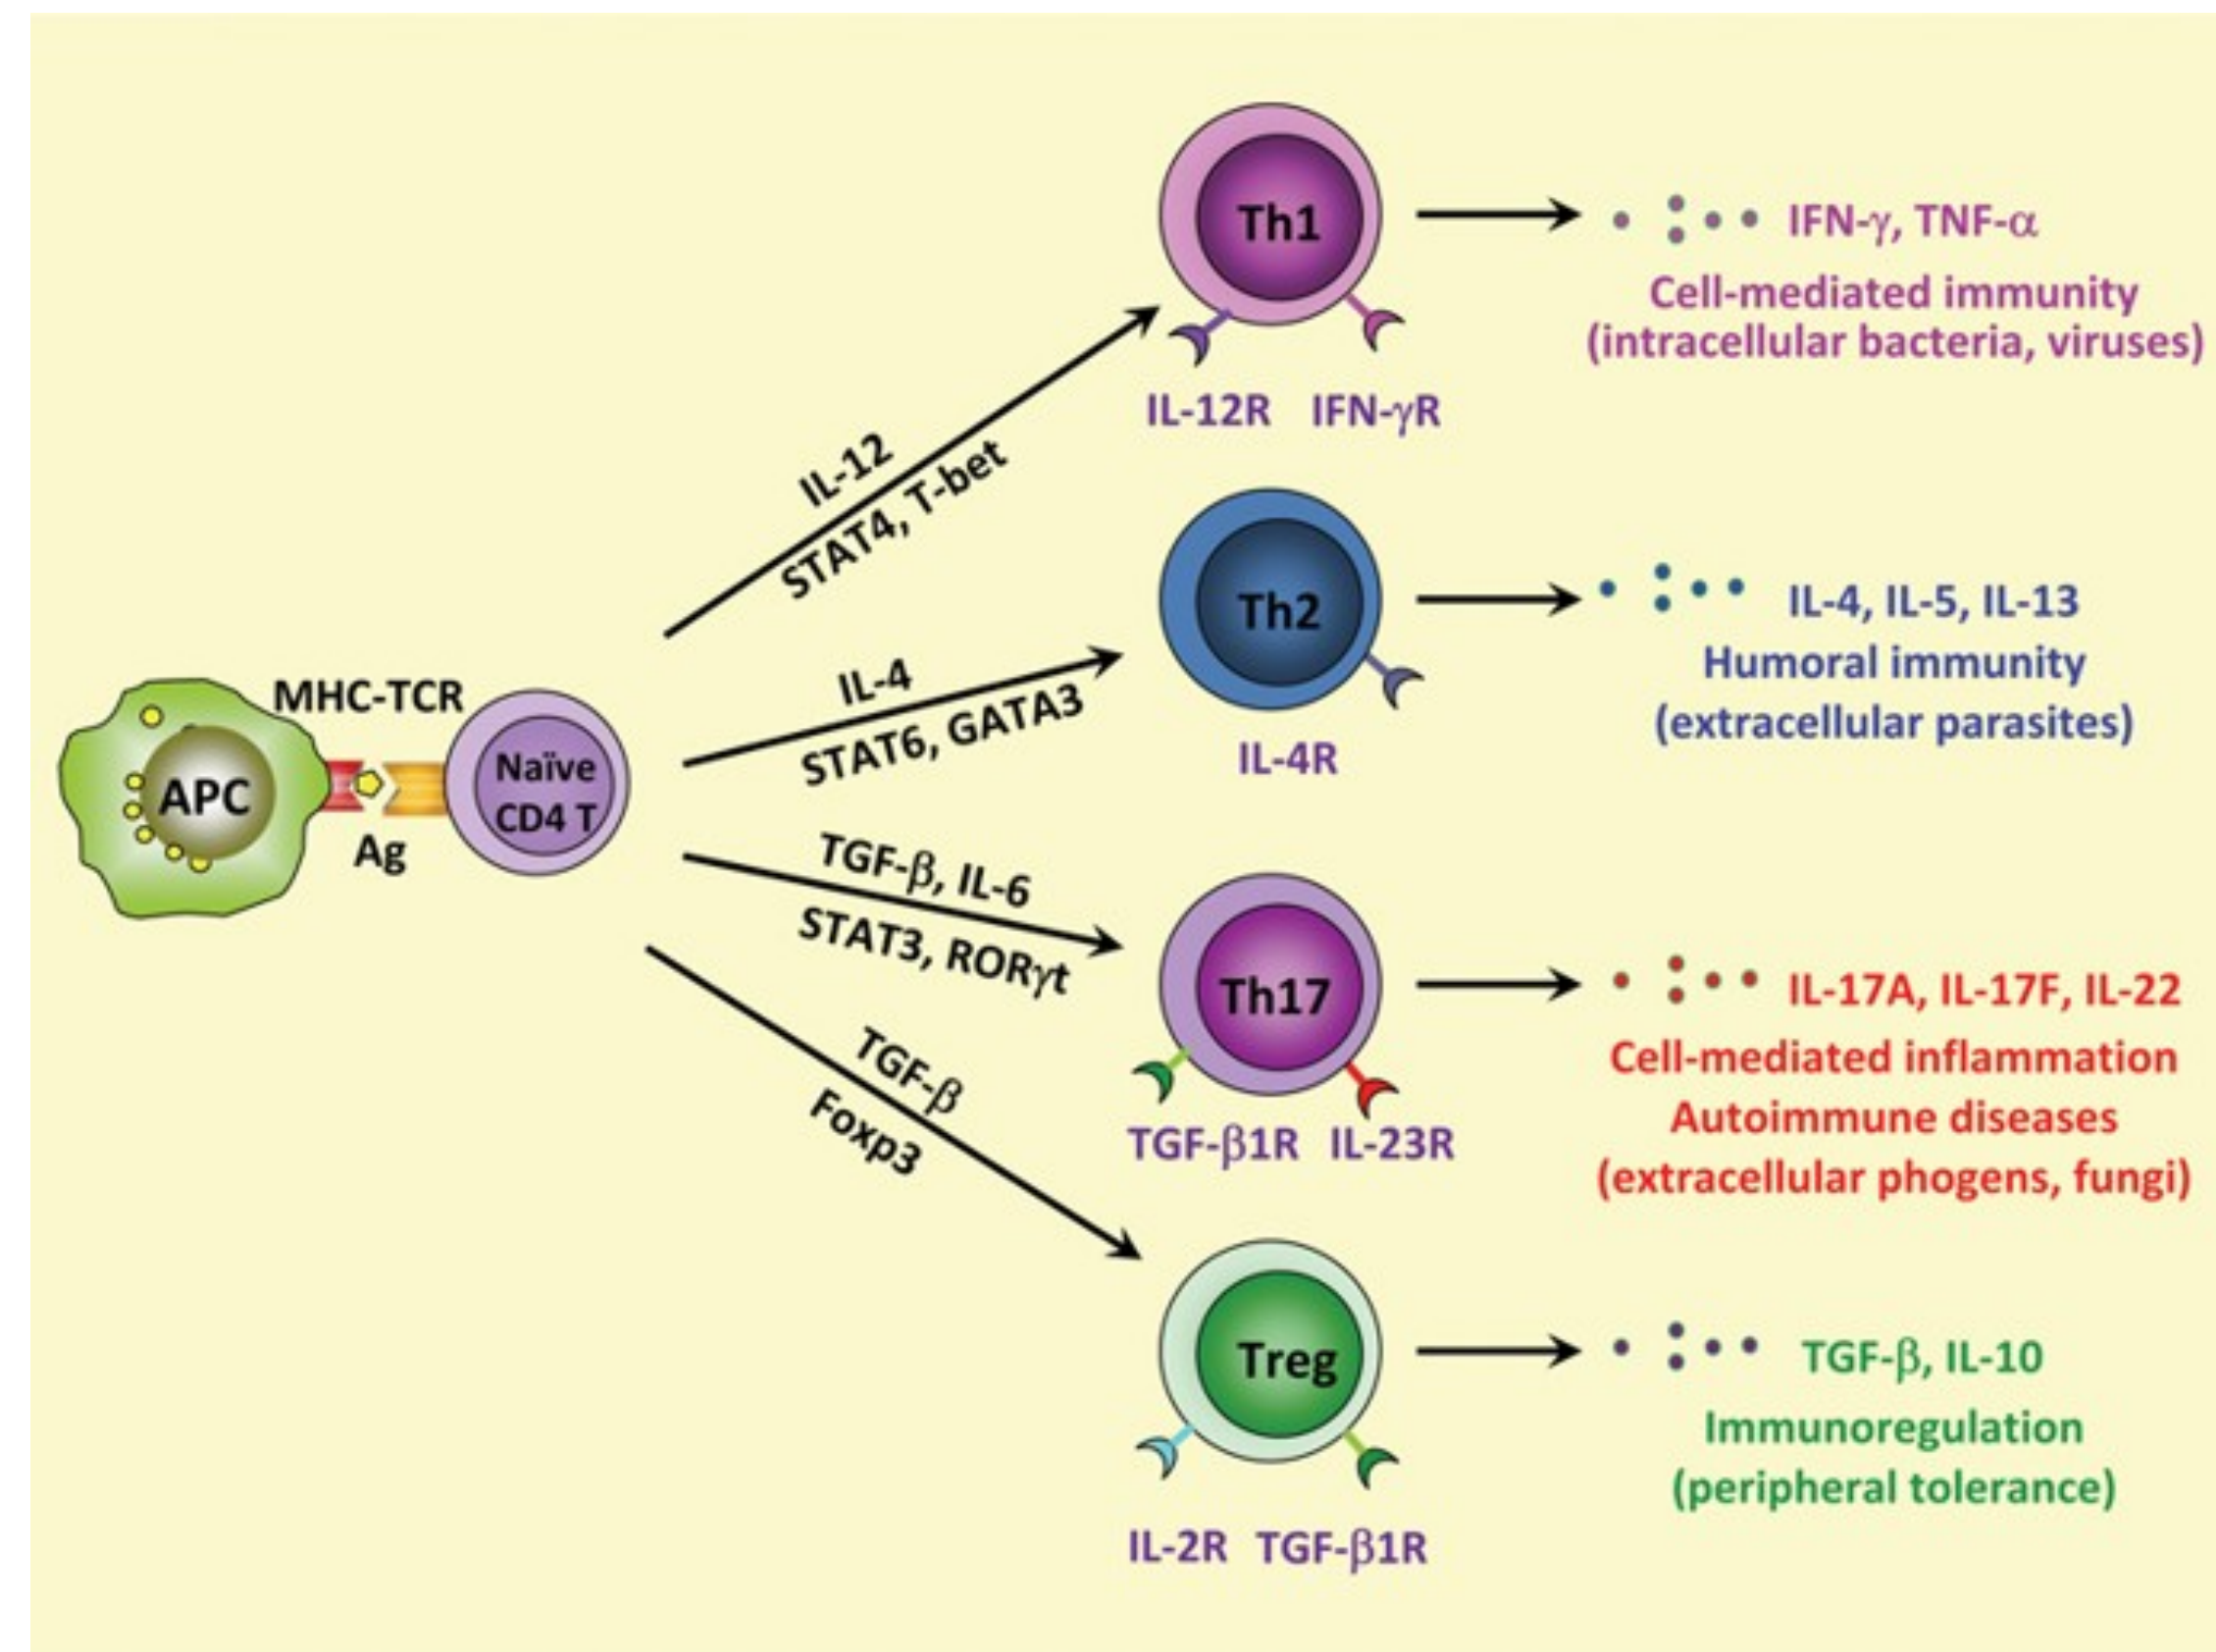 APC
MHC-TCR
Ag
Naïve
CD4 T
IL-12
STAT4, T-bet
IL-4
STAT6, GATA3
TGF-β, IL-6
STAT3, RORγt
TGF-β
Foxp3
Th1
IL-12R IFN-γR
IFN-γ, TNF-α
Cell-mediated immunity
(intracellular bacteria, viruses)
Th2
IL-4R
IL-4, IL-5, IL-13
Humoral immunity
(extracellular parasites)
Th17
TGF-β1R IL-23R
IL-17A, IL-17F, IL-22
Cell-mediated inflammation
Autoimmune diseases
(extracellular phogens, fungi)
Treg
IL-2R TGF-β1R
TGF-β, IL-10
Immunoregulation
(peripheral tolerance)